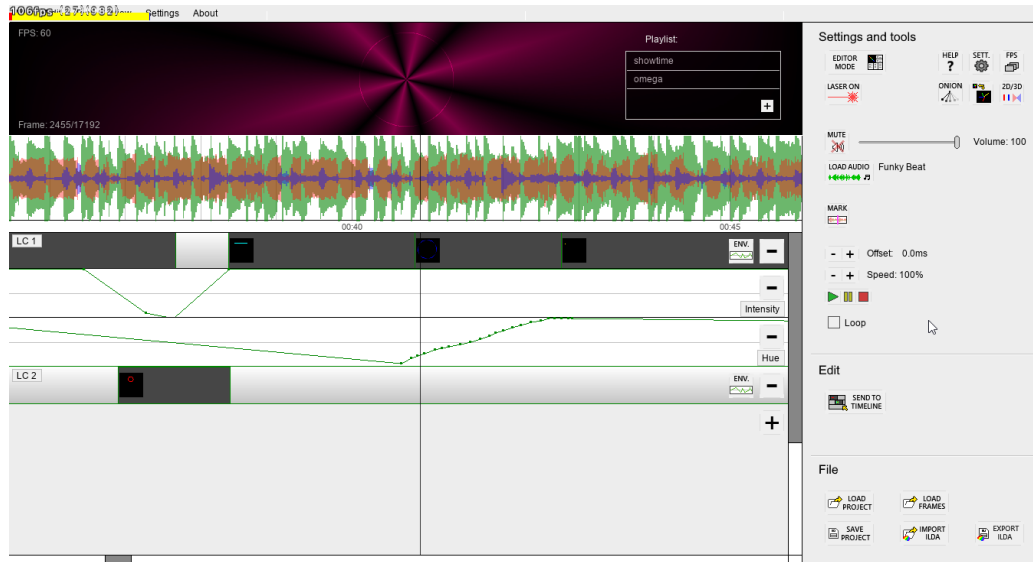 Settings About
FPS: 60
Frame: 2455/17192
Playlist:
showtime
omega
+
00:40 00:45
LC 1
ENV.
-
-
Intensity
-
Hue
LC 2
ENV.
-
+
Settings and tools
EDITOR
MODE
HELP
?
SETT.
FPS
LASER ON
ONION
2D/3D
MUTE
Volume: 100
LOAD AUDIO
Funky Beat
MARK
- + Offset: 0.0ms
- + Speed: 100%
Loop
Edit
SEND TO
TIMELINE
File
LOAD
PROJECT
LOAD
FRAMES
SAVE
PROJECT
IMPORT
ILDA
EXPORT
ILDA